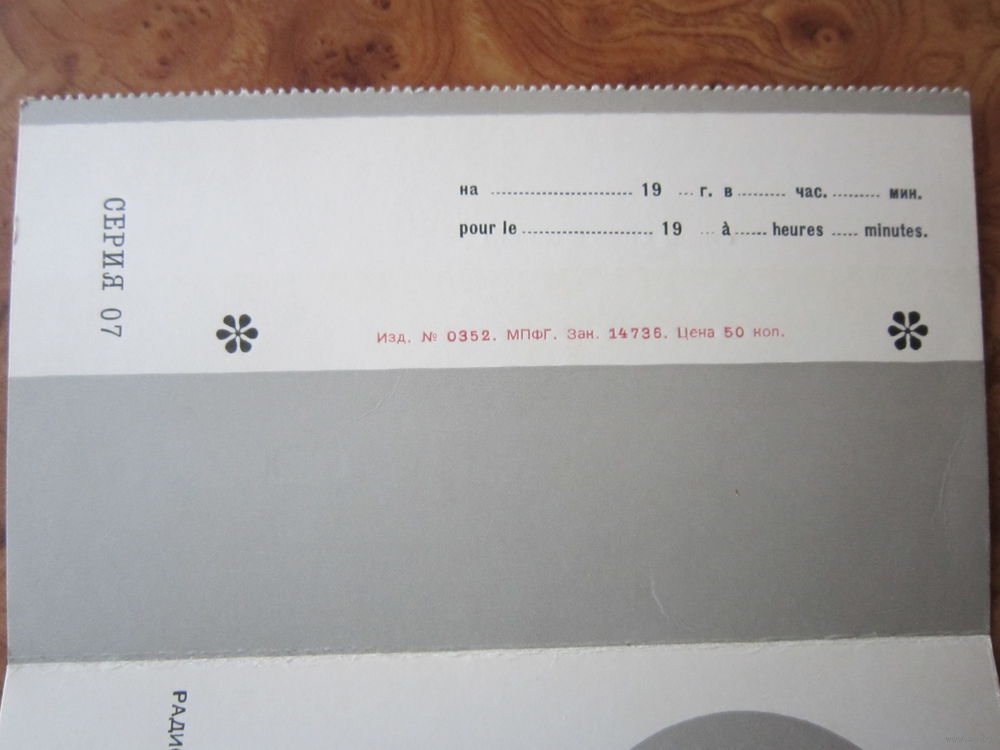 на .......................... 19 ... г. в ......... час. ......... мин.
pour le ........................ 19 ... à ...... heures ..... minutes.
СЕРИЯ 07
Изд. № 0352. МПФГ. Зак. 14736. Цена 50 коп.